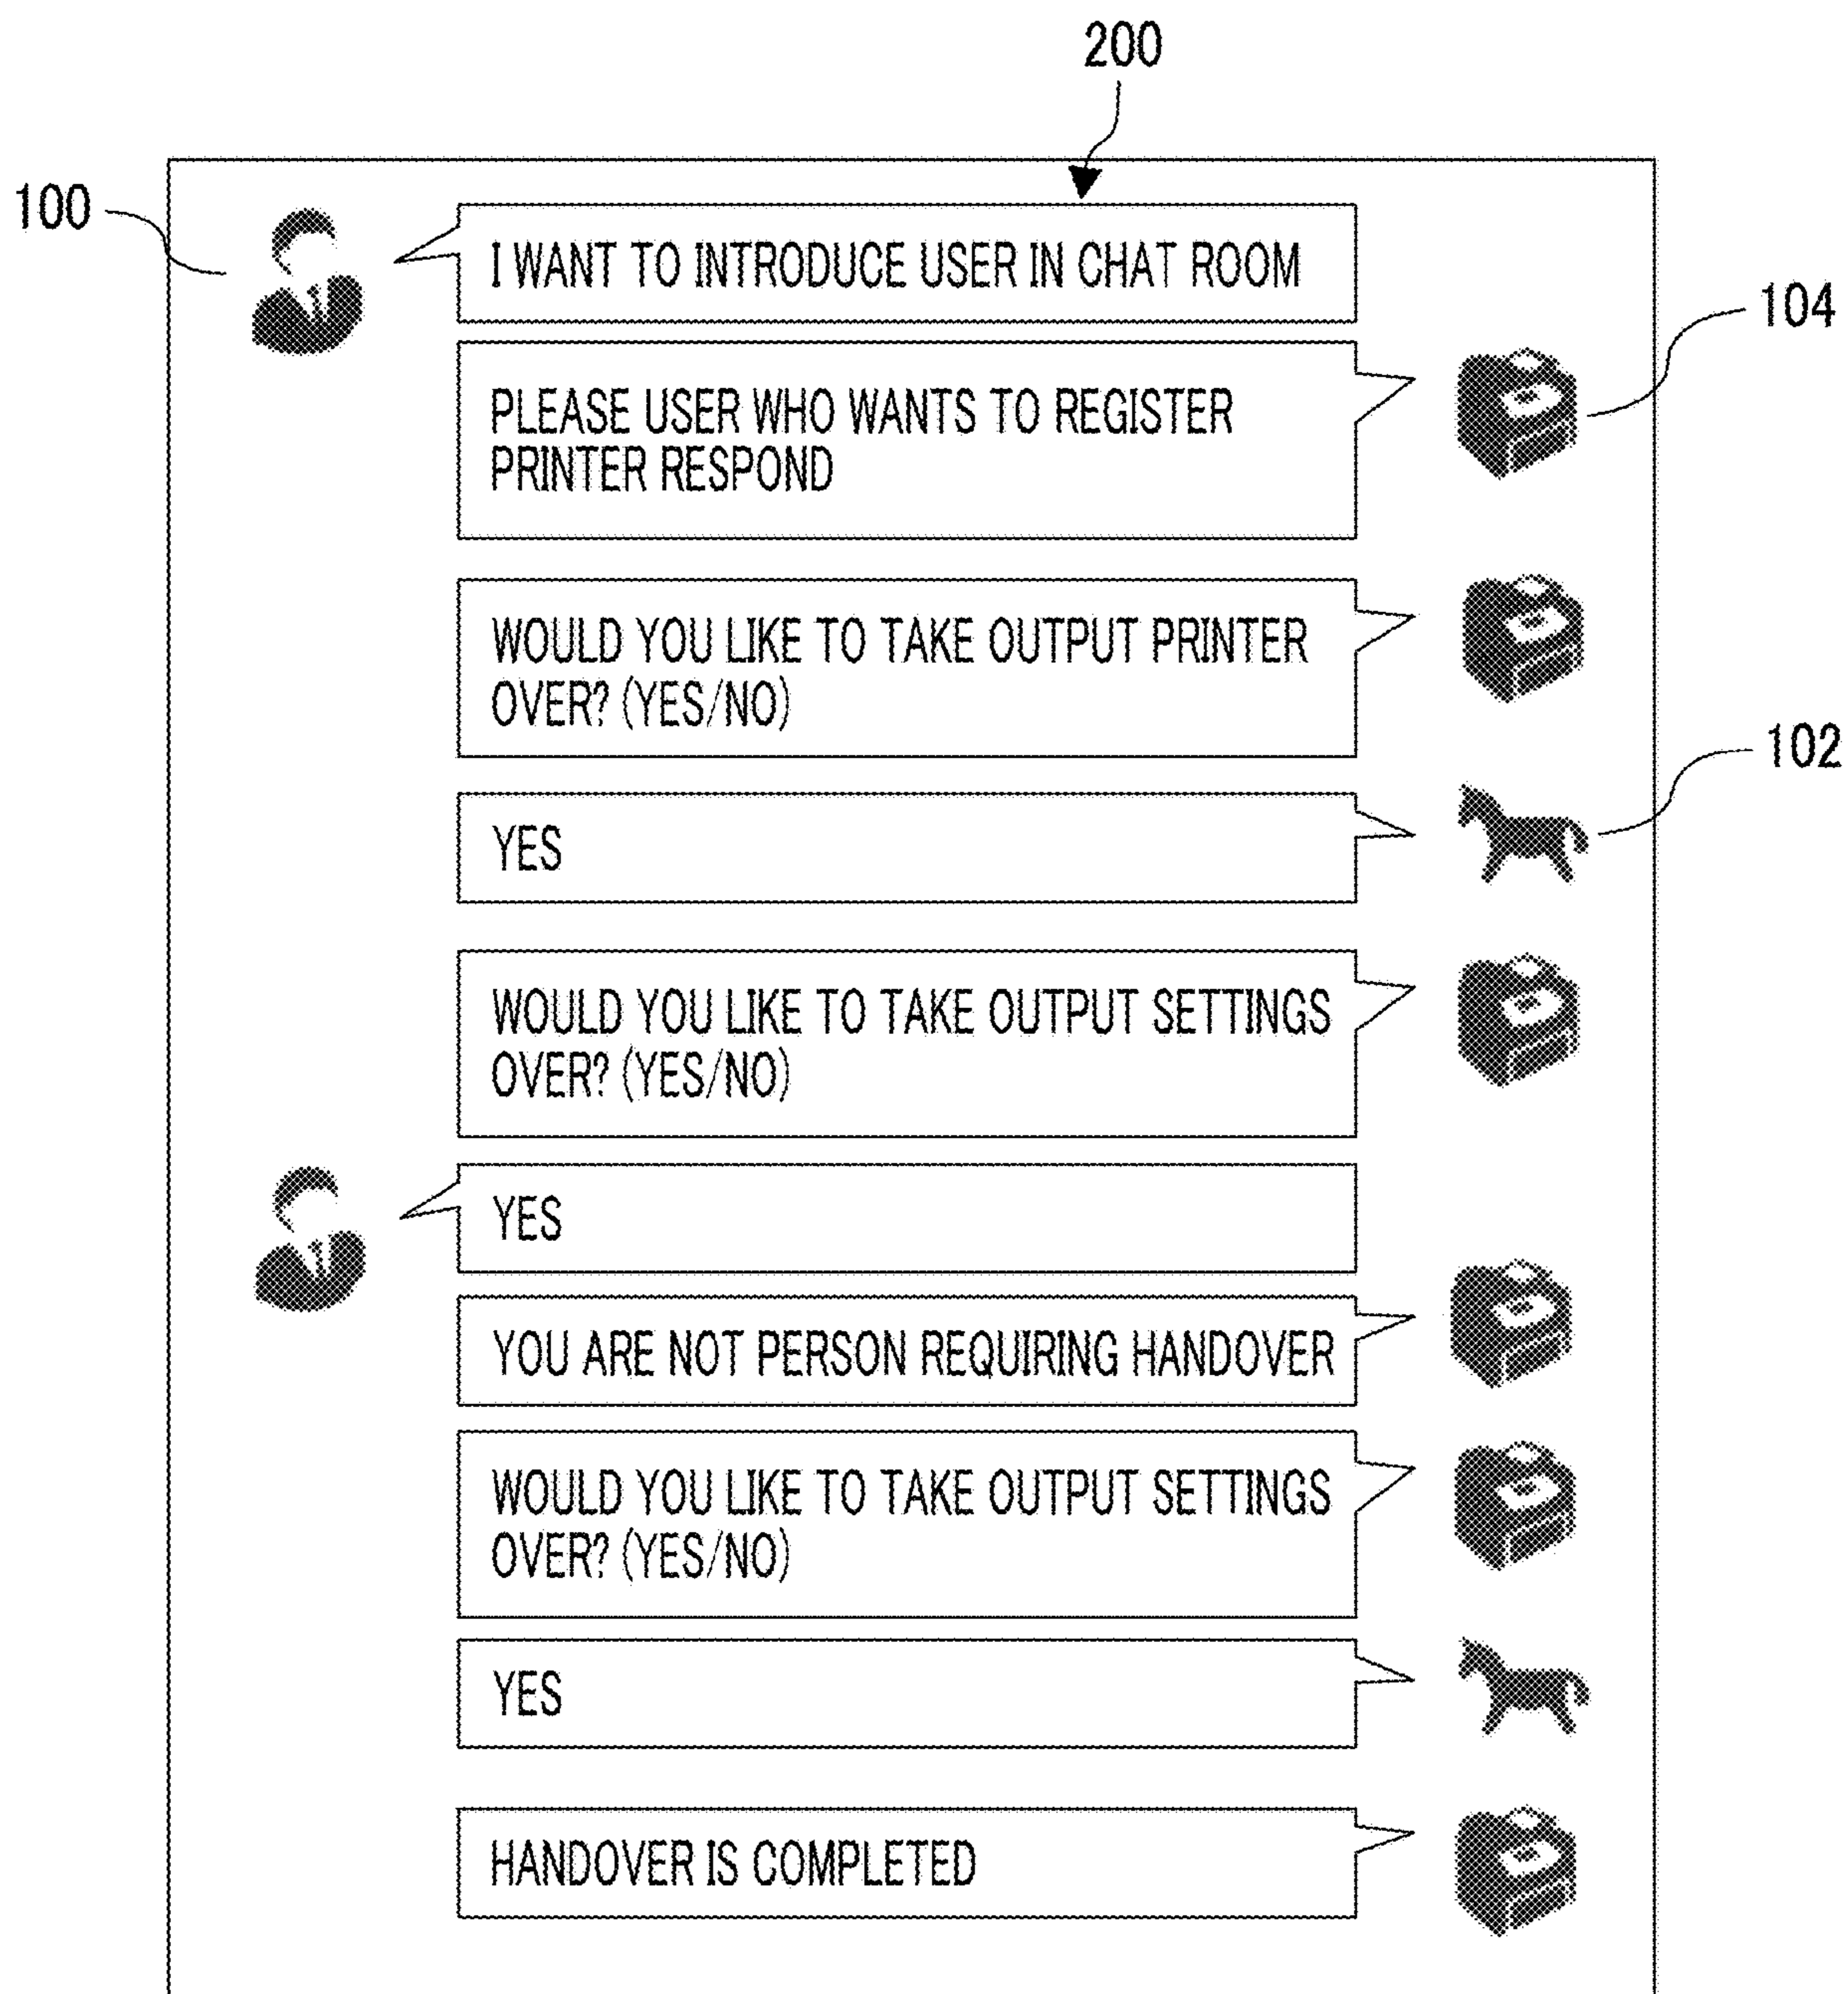 200
100
I WANT TO INTRODUCE USER IN CHAT ROOM
104
PLEASE USER WHO WANTS TO REGISTER
PRINTER RESPOND
WOULD YOU LIKE TO TAKE OUTPUT PRINTER
OVER? (YES/NO)
102
YES
WOULD YOU LIKE TO TAKE OUTPUT SETTINGS
OVER? (YES/NO)
YES
YOU ARE NOT PERSON REQUIRING HANDOVER
WOULD YOU LIKE TO TAKE OUTPUT SETTINGS
OVER? (YES/NO)
YES
HANDOVER IS COMPLETED